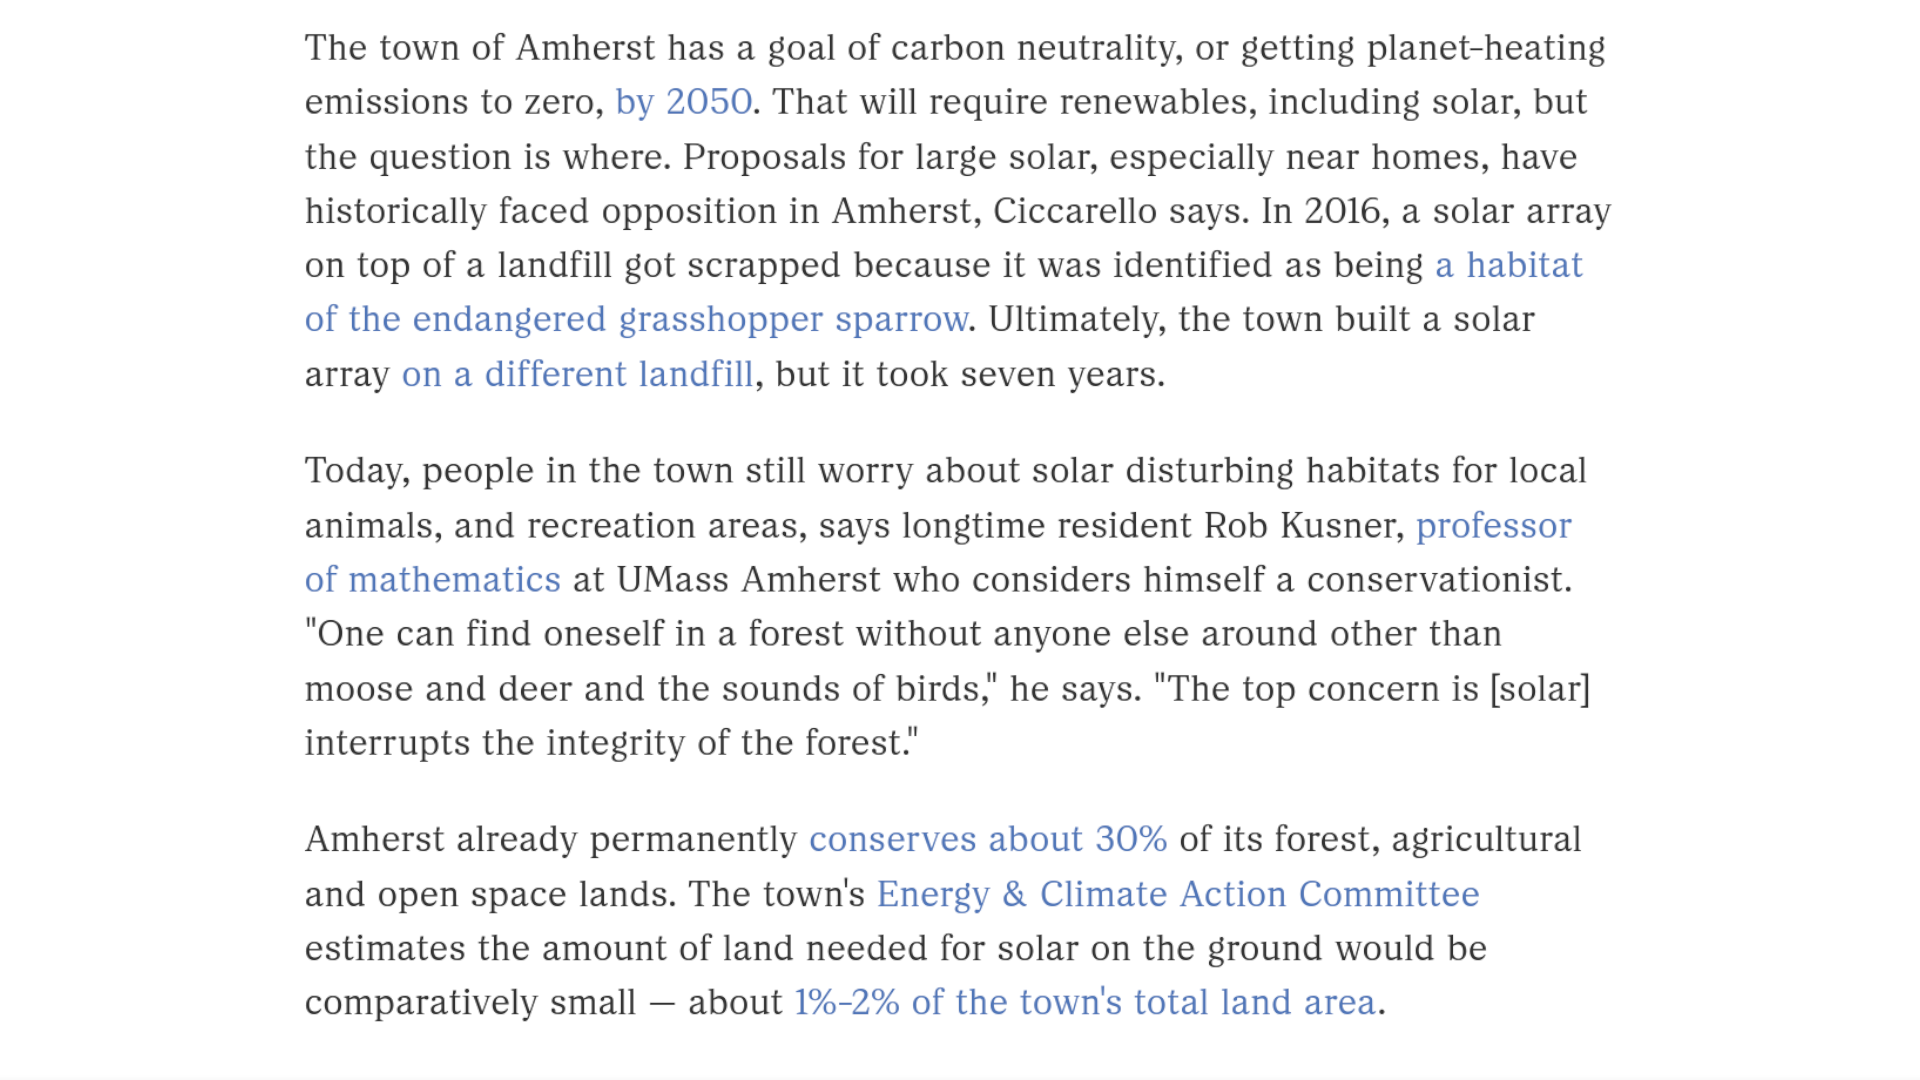 The town of Amherst has a goal of carbon neutrality, or getting planet-heating
emissions to zero, by 2050. That will require renewables, including solar, but
the question is where. Proposals for large solar, especially near homes, have
historically faced opposition in Amherst, Ciccarello says. In 2016, a solar array
on top of a landfill got scrapped because it was identified as being a habitat
of the endangered grasshopper sparrow. Ultimately, the town built a solar
array on a different landfill, but it took seven years.
Today, people in the town still worry about solar disturbing habitats for local
animals, and recreation areas, says longtime resident Rob Kusner, professor
of mathematics at UMass Amherst who considers himself a conservationist.
"One can find oneself in a forest without anyone else around other than
moose and deer and the sounds of birds," he says. "The top concern is [solar]
interrupts the integrity of the forest."
Amherst already permanently conserves about 30% of its forest, agricultural
and open space lands. The town's Energy & Climate Action Committee
estimates the amount of land needed for solar on the ground would be
comparatively small — about 1%-2% of the town's total land area.